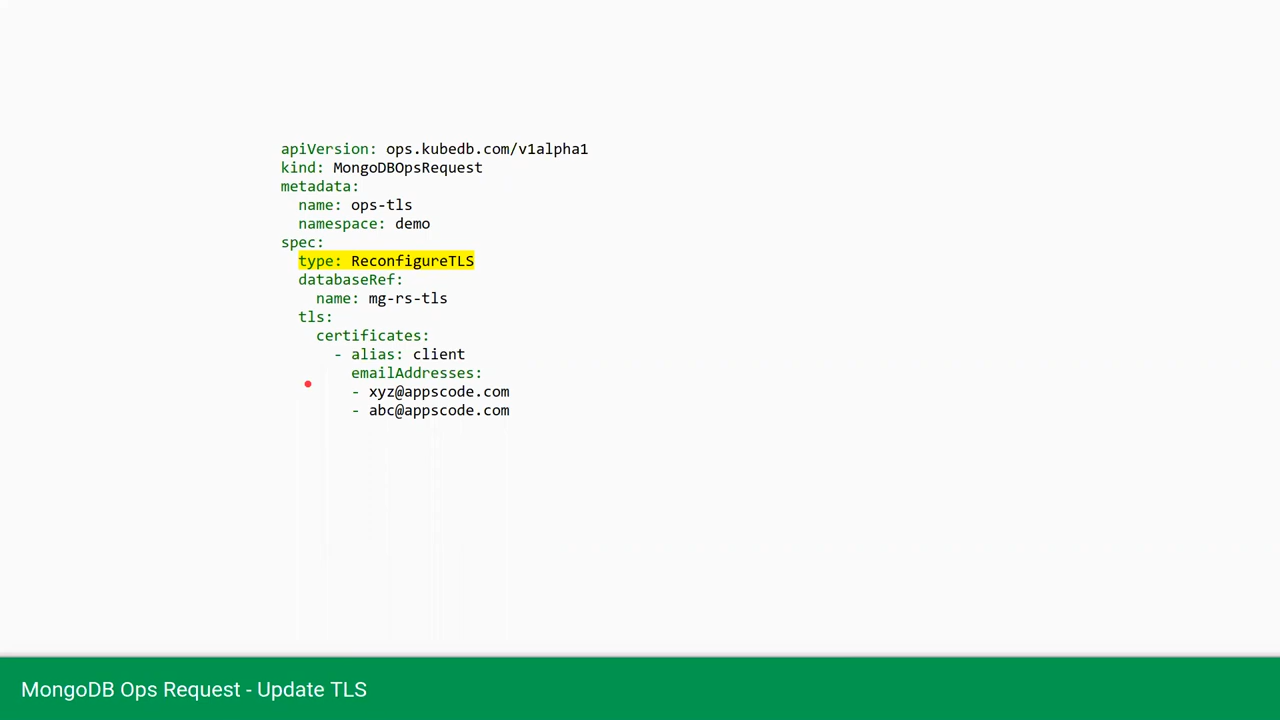 apiVersion: ops.kubedb.com/v1alpha1
kind: MongoDBOpsRequest
metadata:
  name: ops-tls
  namespace: demo
spec:
  type: ReconfigureTLS
  databaseRef:
    name: mg-rs-tls
  tls:
    certificates:
      - alias: client
        emailAddresses:
        - xyz@appscode.com
        - abc@appscode.com
MongoDB Ops Request - Update TLS